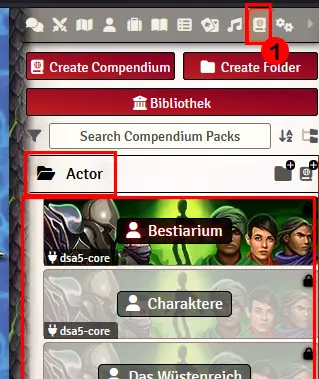 1
Create Compendium
Create Folder
Bibliothek
Search Compendium Packs
Actor
Bestiarium
dsa5-core
Charaktere
dsa5-core
Das Wüstenreich